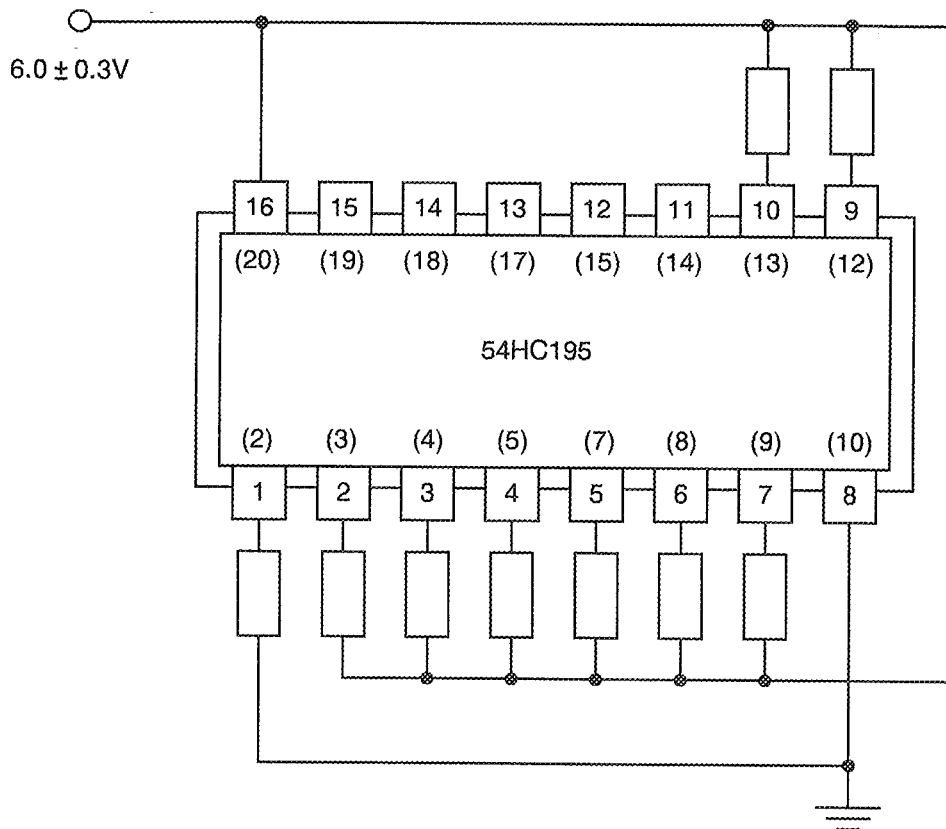 6.0 ± 0.3V
16 15 14 13 12 11 10 9
(20) (19) (18) (17) (15) (14) (13) (12)
54HC195
(2) (3) (4) (5) (7) (8) (9) (10)
1 2 3 4 5 6 7 8